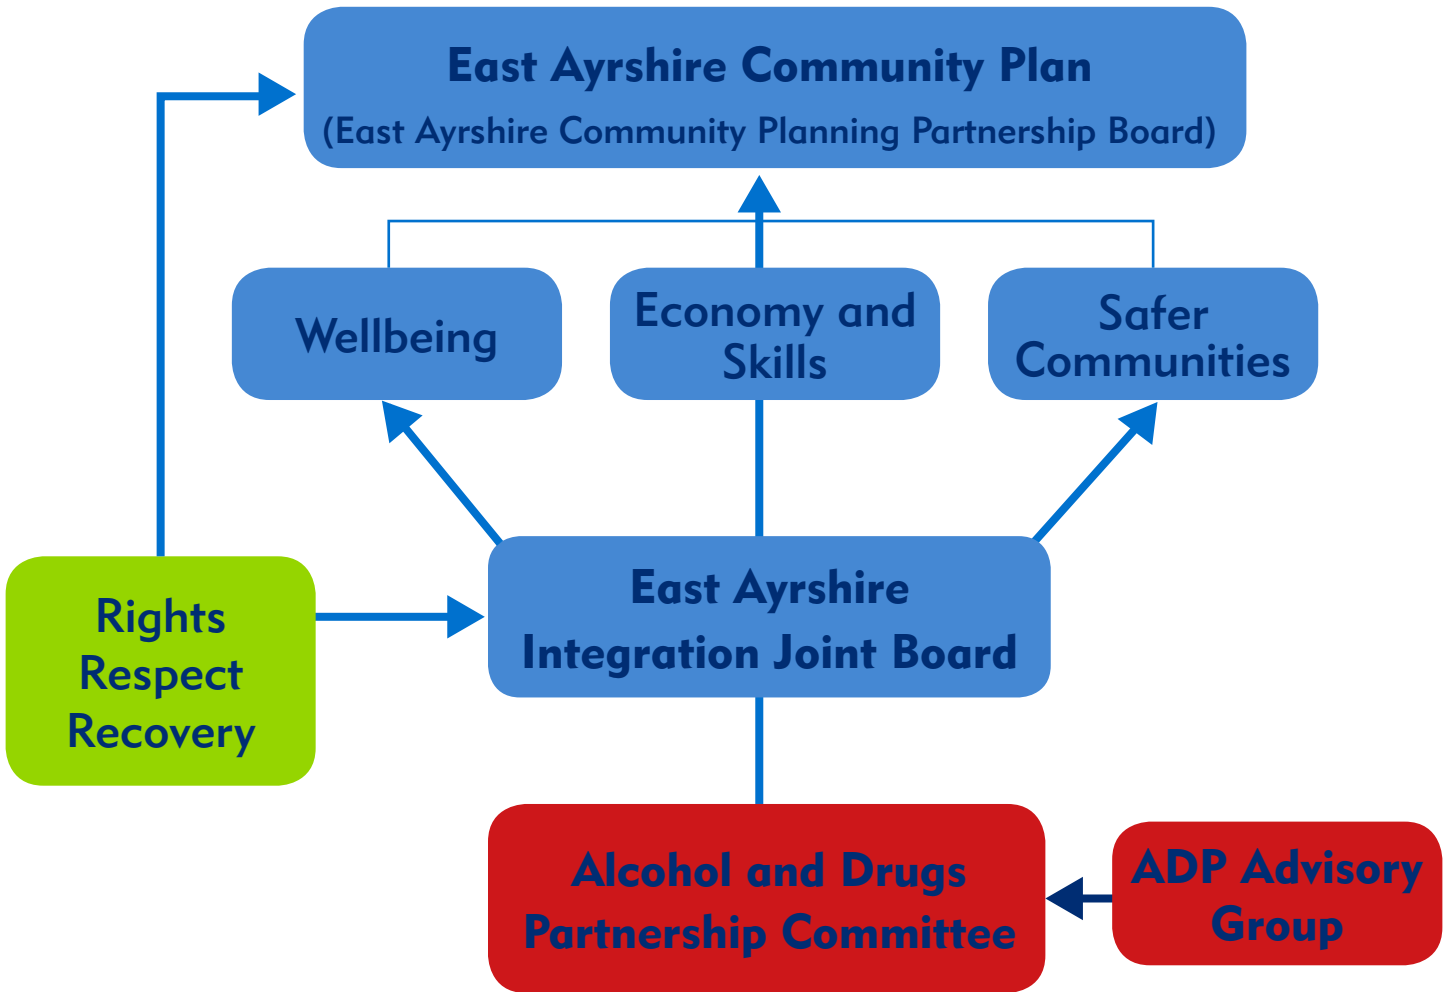 East Ayrshire Community Plan
(East Ayrshire Community Planning Partnership Board)
Wellbeing
Economy and
Skills
Safer
Communities
Rights
Respect
Recovery
East Ayrshire
Integration Joint Board
Alcohol and Drugs
Partnership Committee
ADP Advisory
Group